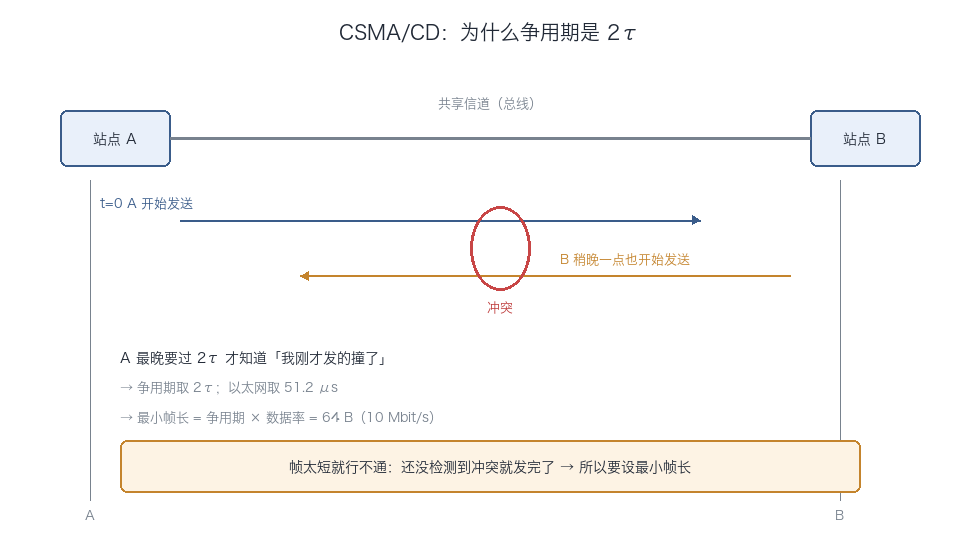 CSMA/CD：为什么争用期是 2τ
共享信道（总线）
站点 A
站点 B
t=0 A 开始发送
B 稍晚一点也开始发送
冲突
A 最晚要过 2τ 才知道「我刚才发的撞了」
→ 争用期取 2τ；以太网取 51.2 μs
→ 最小帧长 = 争用期 × 数据率 = 64 B（10 Mbit/s）
帧太短就行不通：还没检测到冲突就发完了 → 所以要设最小帧长
A
B